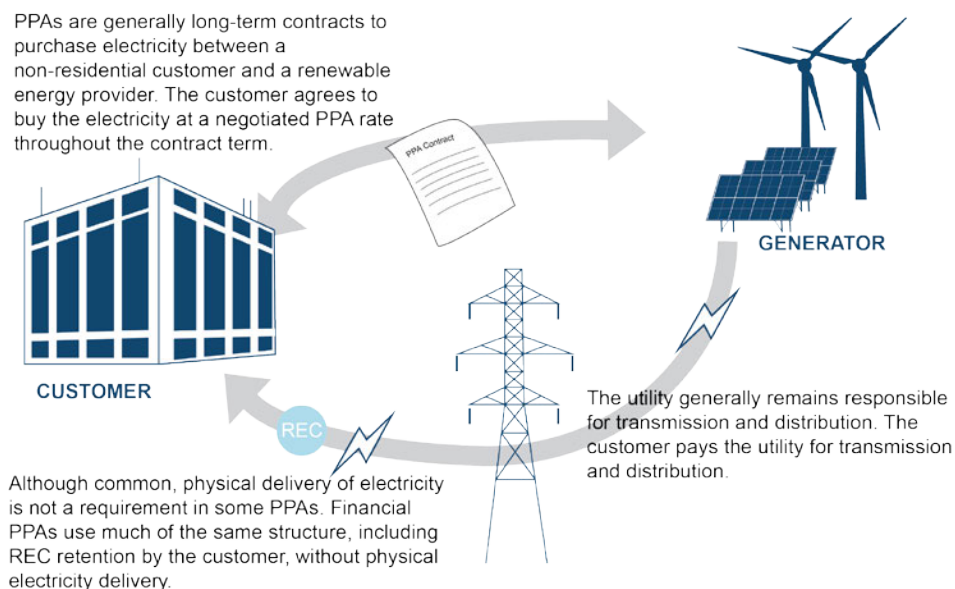 PPAs are generally long-term contracts to
purchase electricity between a
non-residential customer and a renewable
energy provider. The customer agrees to
buy the electricity at a negotiated PPA rate
throughout the contract term.
PPA Contract
GENERATOR
CUSTOMER
The utility generally remains responsible
for transmission and distribution. The
customer pays the utility for transmission
and distribution.
REC
Although common, physical delivery of electricity
is not a requirement in some PPAs. Financial
PPAs use much of the same structure, including
REC retention by the customer, without physical
electricity delivery.